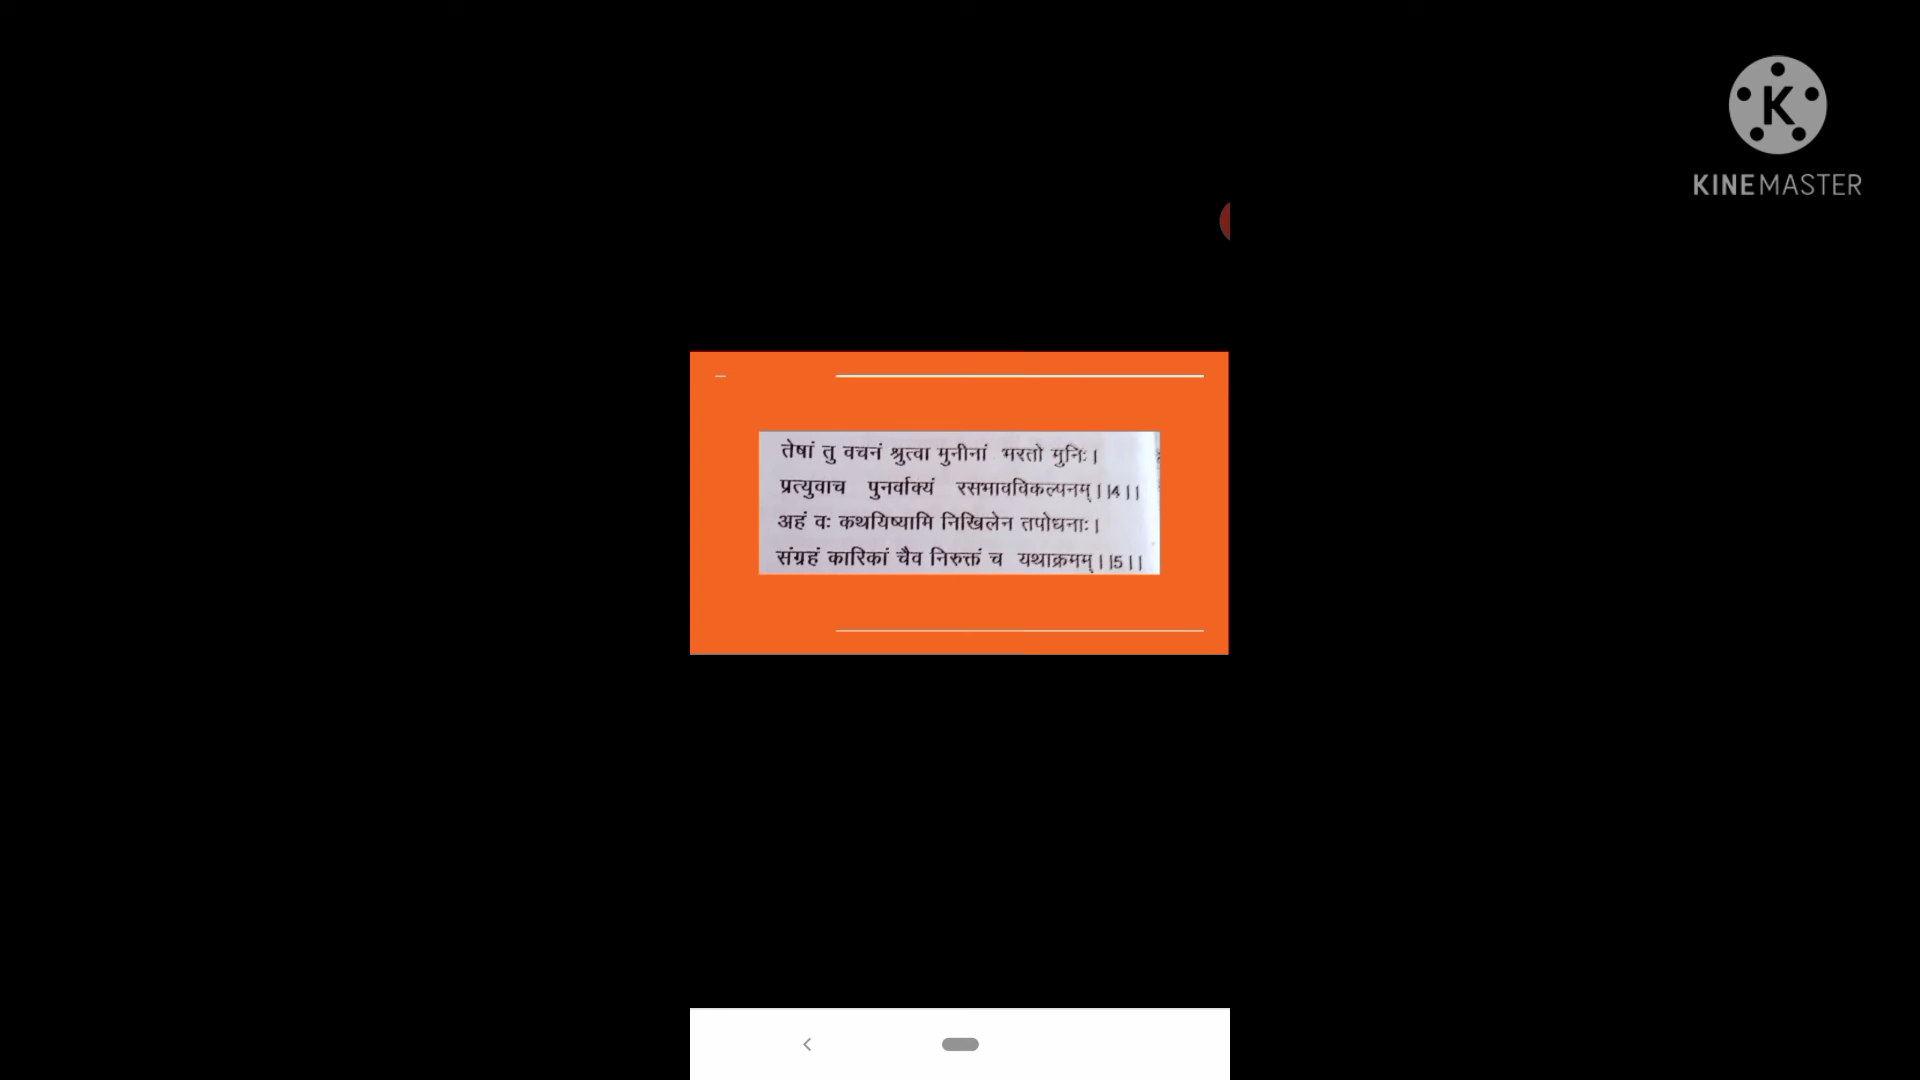 KINEMASTER
तेषां तु वचनं श्रुत्वा मुनीनां भरतो मुनिः।
प्रत्युवाच पुनर्वाक्यं रसभावविकल्पनम्।।4।।
अहं वः कथयिष्यामि निखिलेन तपोधनाः।
संग्रहं कारिकां चैव निरुक्तं च यथाक्रमम्।।5।।